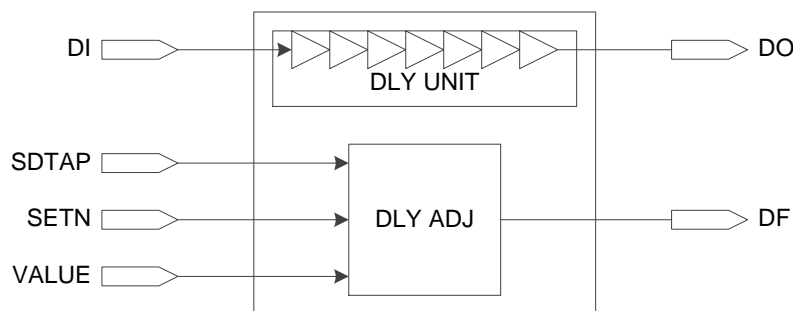 DI
DLY UNIT
DO
SDTAP
SETN
DLY ADJ
DF
VALUE